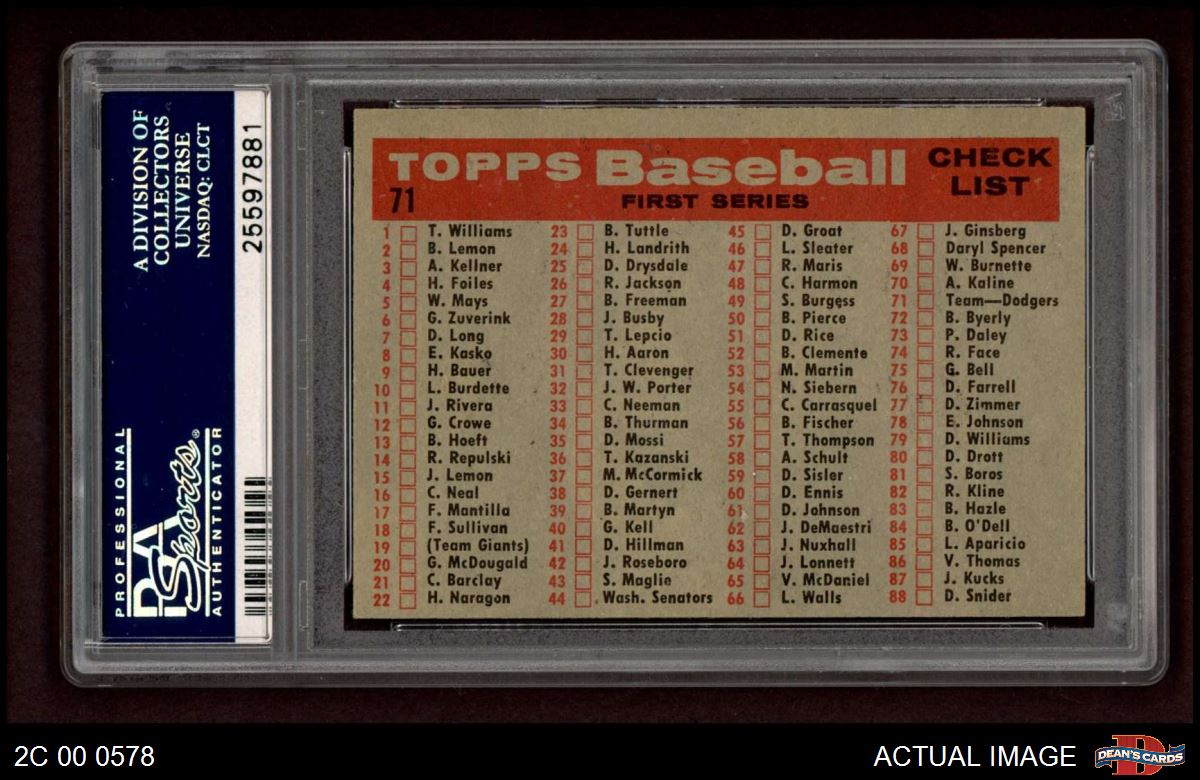 A DIVISION OF
COLLECTORS
UNIVERSE
NASDAQ: CLCT
25597881
PROFESSIONAL
PSA
Sports®
AUTHENTICATOR
TOPPS Baseball
CHECK
LIST
71
FIRST SERIES
1 T. Williams
2 B. Lemon
3 A. Kellner
4 H. Foiles
5 W. Mays
6 G. Zuverink
7 D. Long
8 E. Kasko
9 H. Bauer
10 L. Burdette
11 J. Rivera
12 G. Crowe
13 B. Hoeft
14 R. Repulski
15 J. Lemon
16 C. Neal
17 F. Mantilla
18 F. Sullivan
19 (Team Giants)
20 G. McDougald
21 C. Barclay
22 H. Naragon
23 B. Tuttle
24 H. Landrith
25 D. Drysdale
26 R. Jackson
27 B. Freeman
28 J. Busby
29 T. Lepcio
30 H. Aaron
31 T. Clevenger
32 J. W. Porter
33 C. Neeman
34 B. Thurman
35 D. Mossi
36 T. Kazanski
37 M. McCormick
38 D. Gernert
39 B. Martyn
40 G. Kell
41 D. Hillman
42 J. Roseboro
43 S. Maglie
44 Wash. Senators
45 D. Groat
46 L. Sleater
47 R. Maris
48 C. Harmon
49 S. Burgess
50 B. Pierce
51 D. Rice
52 B. Clemente
53 M. Martin
54 N. Siebern
55 C. Carrasquel
56 B. Fischer
57 T. Thompson
58 A. Schult
59 D. Sisler
60 D. Ennis
61 D. Johnson
62 J. DeMaestri
63 J. Nuxhall
64 J. Lonnett
65 V. McDaniel
66 L. Walls
67 J. Ginsberg
68 Daryl Spencer
69 W. Burnette
70 A. Kaline
71 Team—Dodgers
72 B. Byerly
73 P. Daley
74 R. Face
75 G. Bell
76 D. Farrell
77 D. Zimmer
78 E. Johnson
79 D. Williams
80 D. Drott
81 S. Boros
82 R. Kline
83 B. Hazle
84 B. O'Dell
85 L. Aparicio
86 V. Thomas
87 J. Kucks
88 D. Snider
2C 00 0578
ACTUAL IMAGE
DEAN'S CARDS